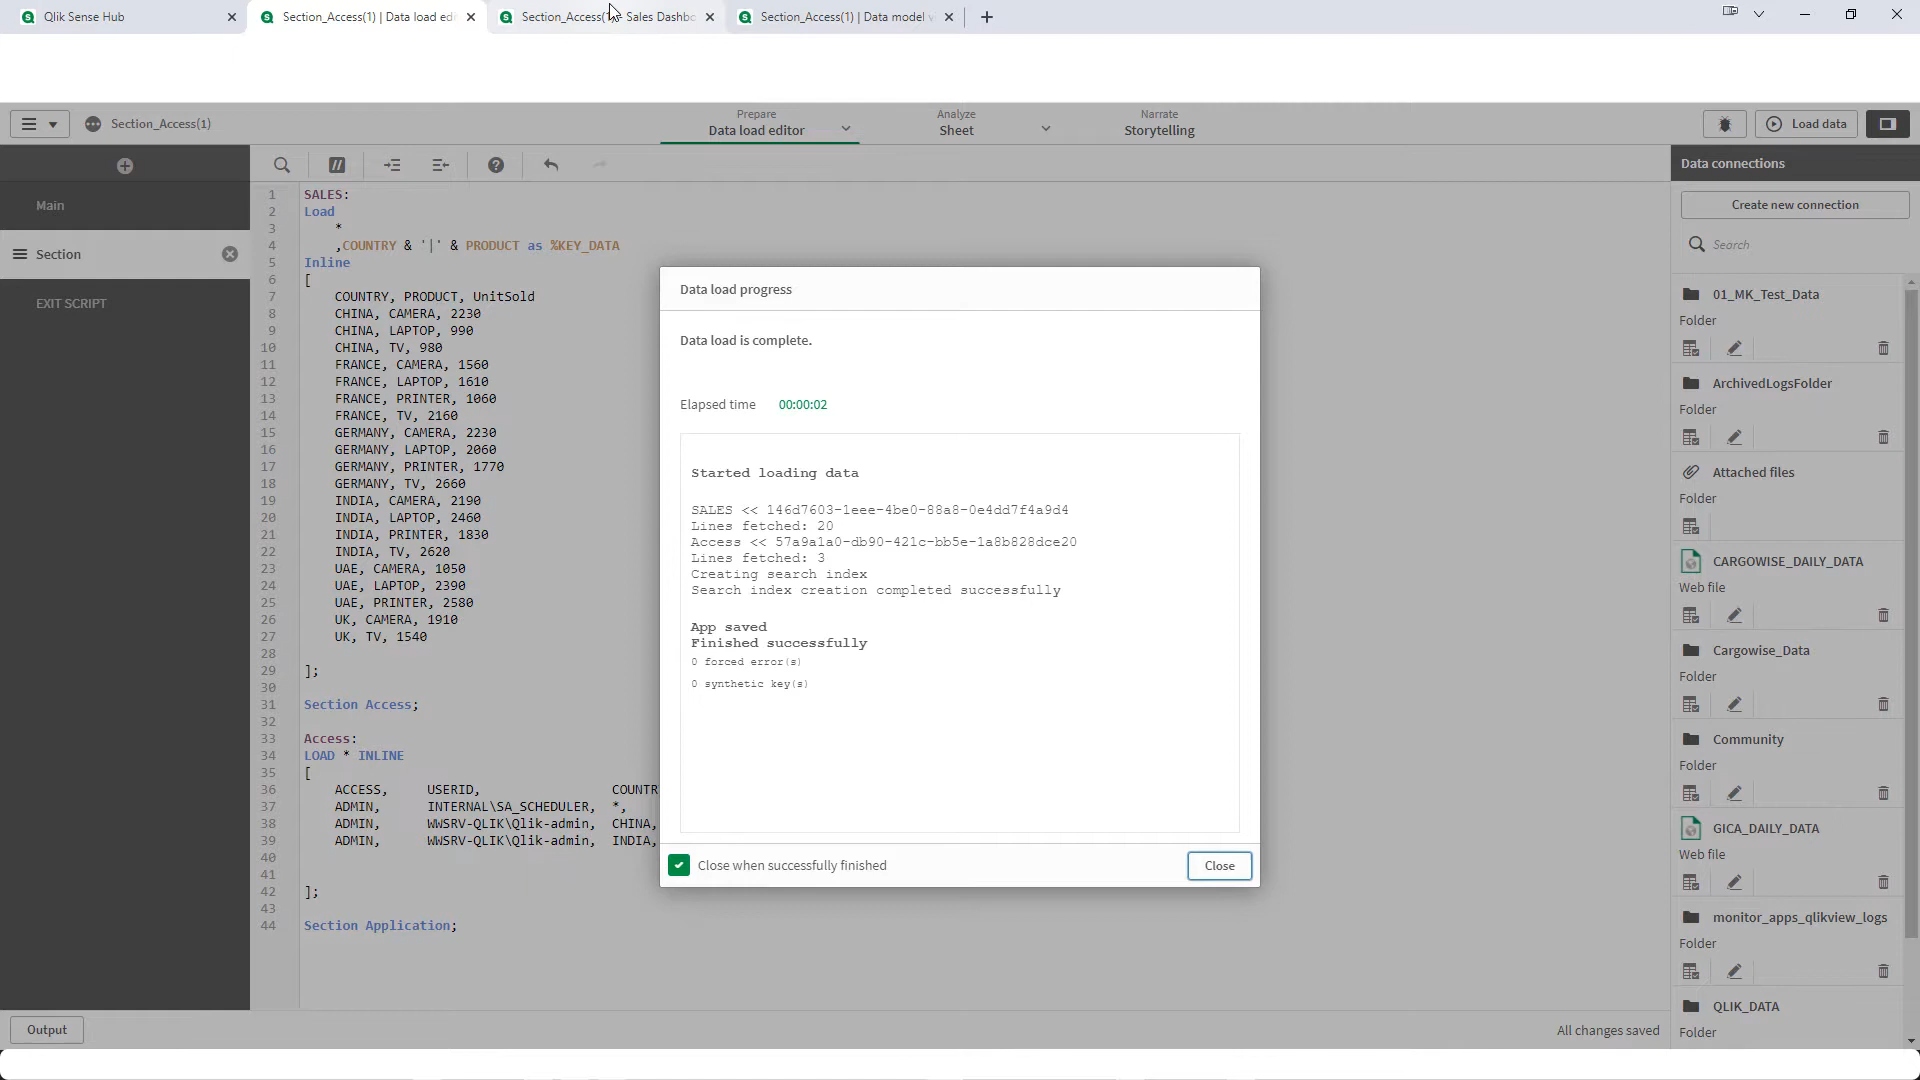 Qlik Sense Hub
Section_Access(1) | Data load edi
Section_Access(1) - Sales Dashbo
Section_Access(1) | Data model v
Section_Access(1)
Prepare
Data load editor
Analyze
Sheet
Narrate
Storytelling
Load data
Main
Section
EXIT SCRIPT
1 SALES:
2 Load
3 *
4 ,COUNTRY & '|' & PRODUCT as %KEY_DATA
5 Inline
6 [
7 COUNTRY, PRODUCT, UnitSold
8 CHINA, CAMERA, 2230
9 CHINA, LAPTOP, 990
10 CHINA, TV, 980
11 FRANCE, CAMERA, 1560
12 FRANCE, LAPTOP, 1610
13 FRANCE, PRINTER, 1060
14 FRANCE, TV, 2160
15 GERMANY, CAMERA, 2230
16 GERMANY, LAPTOP, 2060
17 GERMANY, PRINTER, 1770
18 GERMANY, TV, 2660
19 INDIA, CAMERA, 2190
20 INDIA, LAPTOP, 2460
21 INDIA, PRINTER, 1830
22 INDIA, TV, 2620
23 UAE, CAMERA, 1050
24 UAE, LAPTOP, 2390
25 UAE, PRINTER, 2580
26 UK, CAMERA, 1910
27 UK, TV, 1540
28
29 ];
30
31 Section Access;
32
33 Access:
34 LOAD * INLINE
35 [
36 ACCESS, USERID, COUNTR
37 ADMIN, INTERNAL\SA_SCHEDULER, *,
38 ADMIN, WWSRV-QLIK\Qlik-admin, CHINA,
39 ADMIN, WWSRV-QLIK\Qlik-admin, INDIA,
40
41
42 ];
43
44 Section Application;
Data load progress
Data load is complete.
Elapsed time 00:00:02
Started loading data
SALES << 146d7603-1eee-4be0-88a8-0e4dd7f4a9d4
Lines fetched: 20
Access << 57a9a1a0-db90-421c-bb5e-1a8b828dce20
Lines fetched: 3
Creating search index
Search index creation completed successfully
App saved
Finished successfully
0 forced error(s)
0 synthetic key(s)
Close when successfully finished
Close
Data connections
Create new connection
Search
01_MK_Test_Data
Folder
ArchivedLogsFolder
Folder
Attached files
Folder
CARGOWISE_DAILY_DATA
Web file
Cargowise_Data
Folder
Community
Folder
GICA_DAILY_DATA
Web file
monitor_apps_qlikview_logs
Folder
QLIK_DATA
Folder
Output
All changes saved